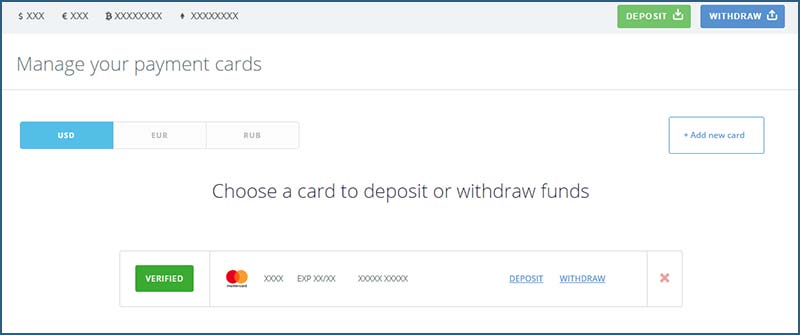 $ XXX € XXX ₿ XXXXXXXX ♦ XXXXXXXX DEPOSIT WITHDRAW
Manage your payment cards
USD EUR RUB + Add new card
Choose a card to deposit or withdraw funds
VERIFIED mastercard XXXX EXP XX/XX XXXXX XXXXX DEPOSIT WITHDRAW ×